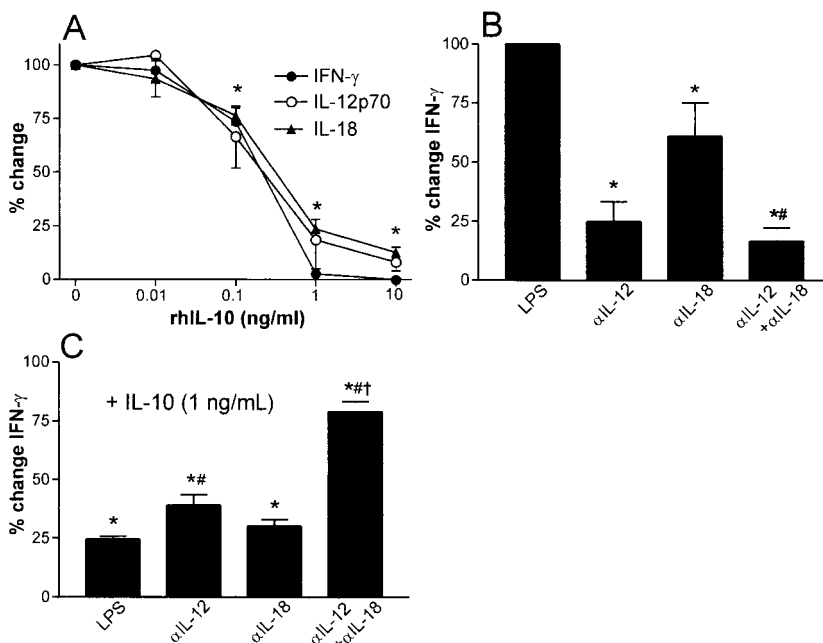 A
% change
100
75
50
25
0
*
*
*
IFN-γ
IL-12p70
IL-18
0
0.01
0.1
1
10
rhIL-10 (ng/ml)
B
% change IFN-γ
100
75
50
25
0
*
*
*#
LPS
αIL-12
αIL-18
αIL-12
+αIL-18
C
% change IFN-γ
100
75
50
25
0
+ IL-10 (1 ng/mL)
*
*#
*
*#†
LPS
αIL-12
αIL-18
αIL-12
+αIL-18